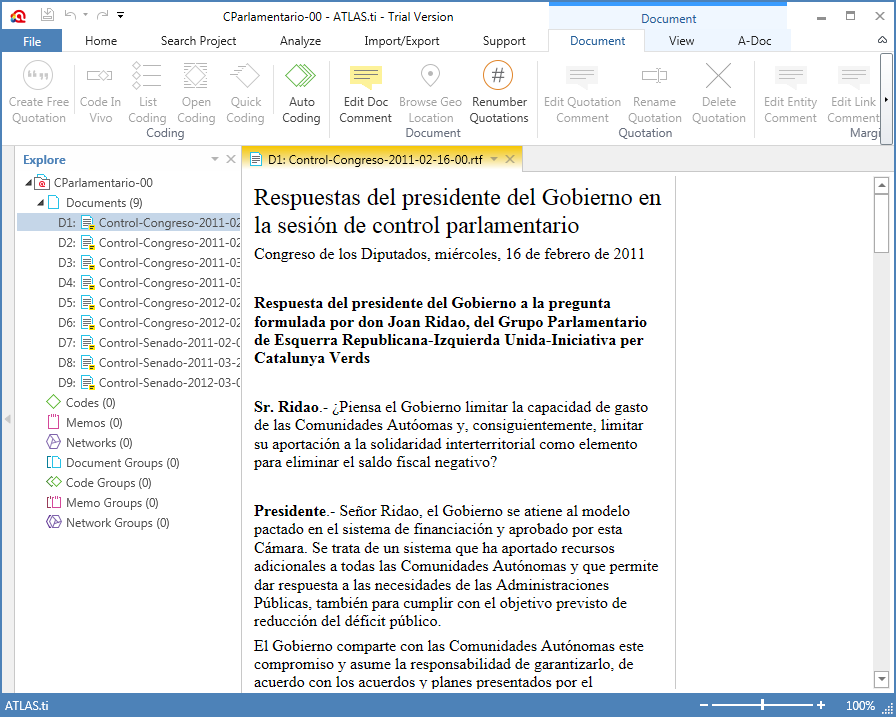 CParlamentario-00 - ATLAS.ti - Trial Version
Document
File
Home
Search Project
Analyze
Import/Export
Support
Document
View
A-Doc
Create Free
Quotation
Code In
Vivo
List
Coding
Open
Coding
Quick
Coding
Auto
Coding
Coding
Edit Doc
Comment
Browse Geo
Location
#
Renumber
Quotations
Document
Edit Quotation
Comment
Rename
Quotation
Delete
Quotation
Quotation
Edit Entity
Comment
Edit Link
Comment
Margi
Explore
CParlamentario-00
Documents (9)
D1: Control-Congreso-2011-02
D2: Control-Congreso-2011-02
D3: Control-Congreso-2011-03
D4: Control-Congreso-2011-03
D5: Control-Congreso-2012-02
D6: Control-Congreso-2012-02
D7: Control-Senado-2011-02-0
D8: Control-Senado-2011-03-2
D9: Control-Senado-2012-03-0
Codes (0)
Memos (0)
Networks (0)
Document Groups (0)
Code Groups (0)
Memo Groups (0)
Network Groups (0)
D1: Control-Congreso-2011-02-16-00.rtf
Respuestas del presidente del Gobierno en
la sesión de control parlamentario
Congreso de los Diputados, miércoles, 16 de febrero de 2011
Respuesta del presidente del Gobierno a la pregunta
formulada por don Joan Ridao, del Grupo Parlamentario
de Esquerra Republicana-Izquierda Unida-Iniciativa per
Catalunya Verds
Sr. Ridao.- ¿Piensa el Gobierno limitar la capacidad de gasto
de las Comunidades Autóomas y, consiguientemente, limitar
su aportación a la solidaridad interterritorial como elemento
para eliminar el saldo fiscal negativo?
Presidente.- Señor Ridao, el Gobierno se atiene al modelo
pactado en el sistema de financiación y aprobado por esta
Cámara. Se trata de un sistema que ha aportado recursos
adicionales a todas las Comunidades Autónomas y que permite
dar respuesta a las necesidades de las Administraciones
Públicas, también para cumplir con el objetivo previsto de
reducción del déficit público.
El Gobierno comparte con las Comunidades Autónomas este
compromiso y asume la responsabilidad de garantizarlo, de
acuerdo con los acuerdos y planes presentados por el
ATLAS.ti
100%